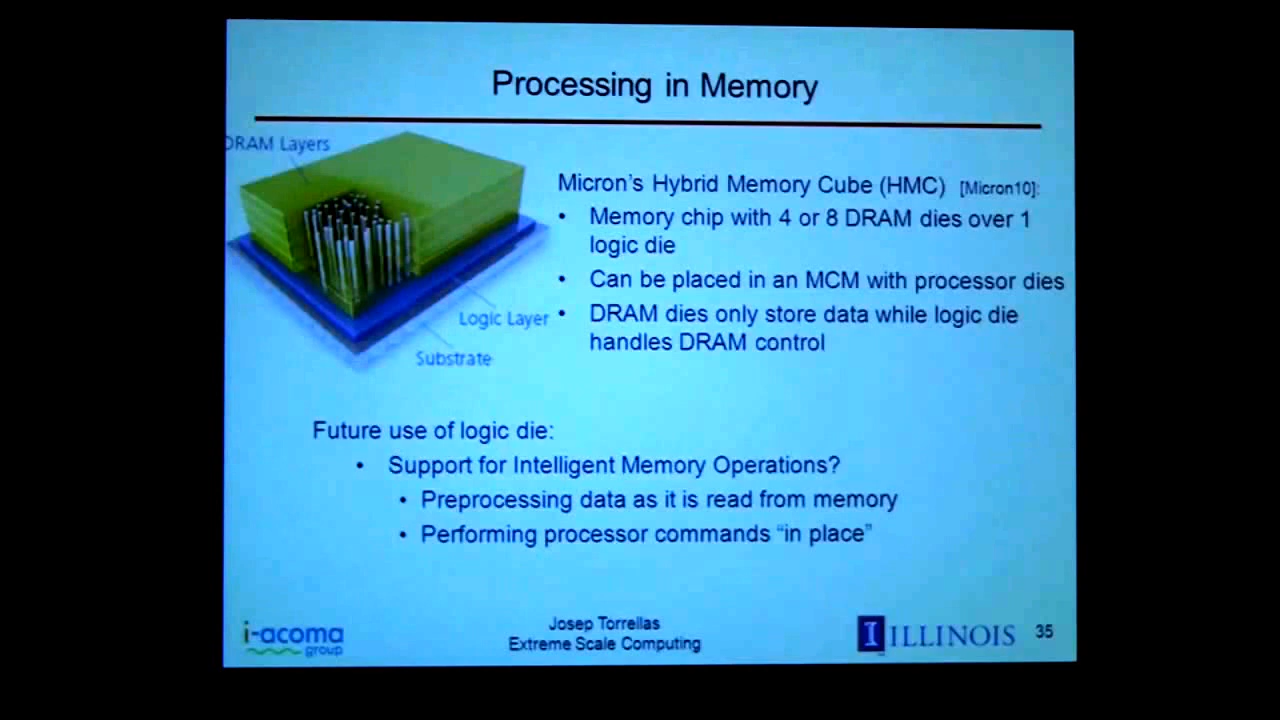 Processing in Memory
DRAM Layers
Logic Layer
Substrate
Micron's Hybrid Memory Cube (HMC) [Micron10]:
• Memory chip with 4 or 8 DRAM dies over 1
logic die
• Can be placed in an MCM with processor dies
• DRAM dies only store data while logic die
handles DRAM control
Future use of logic die:
• Support for Intelligent Memory Operations?
• Preprocessing data as it is read from memory
• Performing processor commands “in place”
i-acoma
group
Josep Torrellas
Extreme Scale Computing
I ILLINOIS
35